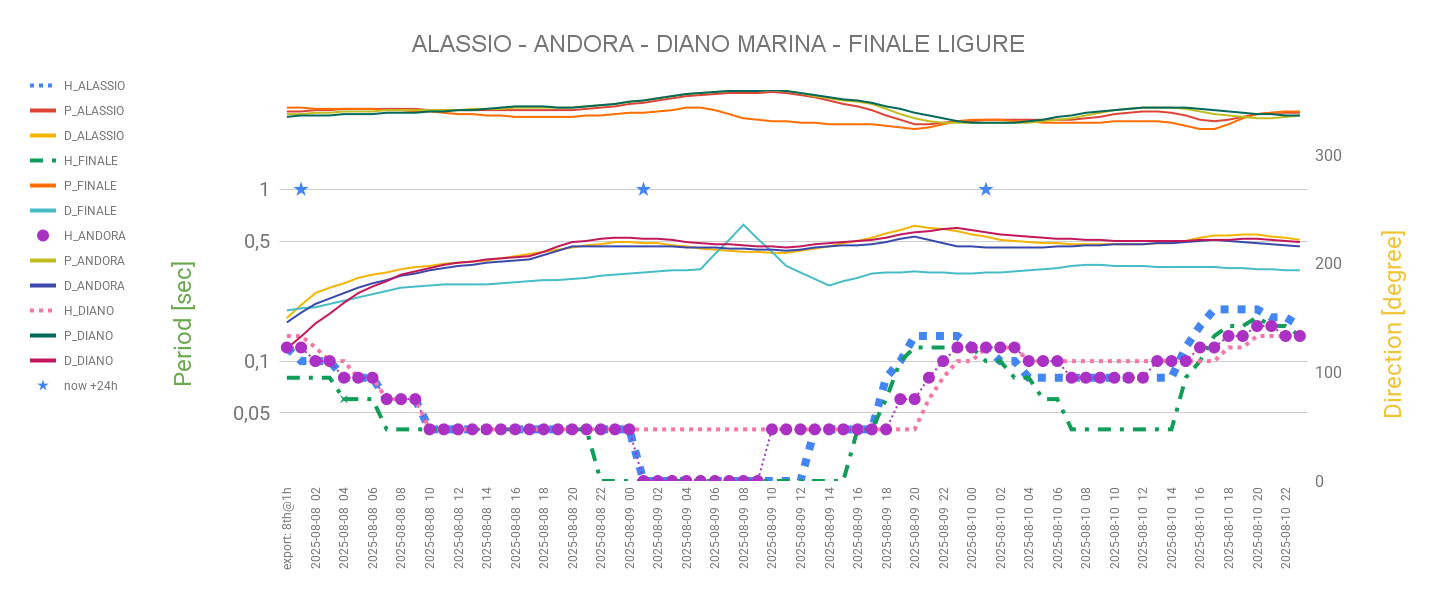 ALASSIO - ANDORA - DIANO MARINA - FINALE LIGURE
H_ALASSIO
P_ALASSIO
D_ALASSIO
H_FINALE
P_FINALE
D_FINALE
H_ANDORA
P_ANDORA
D_ANDORA
H_DIANO
P_DIANO
D_DIANO
now +24h
Period [sec]
1
0,5
0,1
0,05
300
200
100
0
Direction [degree]
export: 8th@1h
2025-08-08 02
2025-08-08 04
2025-08-08 06
2025-08-08 08
2025-08-08 10
2025-08-08 12
2025-08-08 14
2025-08-08 16
2025-08-08 18
2025-08-08 20
2025-08-08 22
2025-08-09 00
2025-08-09 02
2025-08-09 04
2025-08-09 06
2025-08-09 08
2025-08-09 10
2025-08-09 12
2025-08-09 14
2025-08-09 16
2025-08-09 18
2025-08-09 20
2025-08-09 22
2025-08-10 00
2025-08-10 02
2025-08-10 04
2025-08-10 06
2025-08-10 08
2025-08-10 10
2025-08-10 12
2025-08-10 14
2025-08-10 16
2025-08-10 18
2025-08-10 20
2025-08-10 22